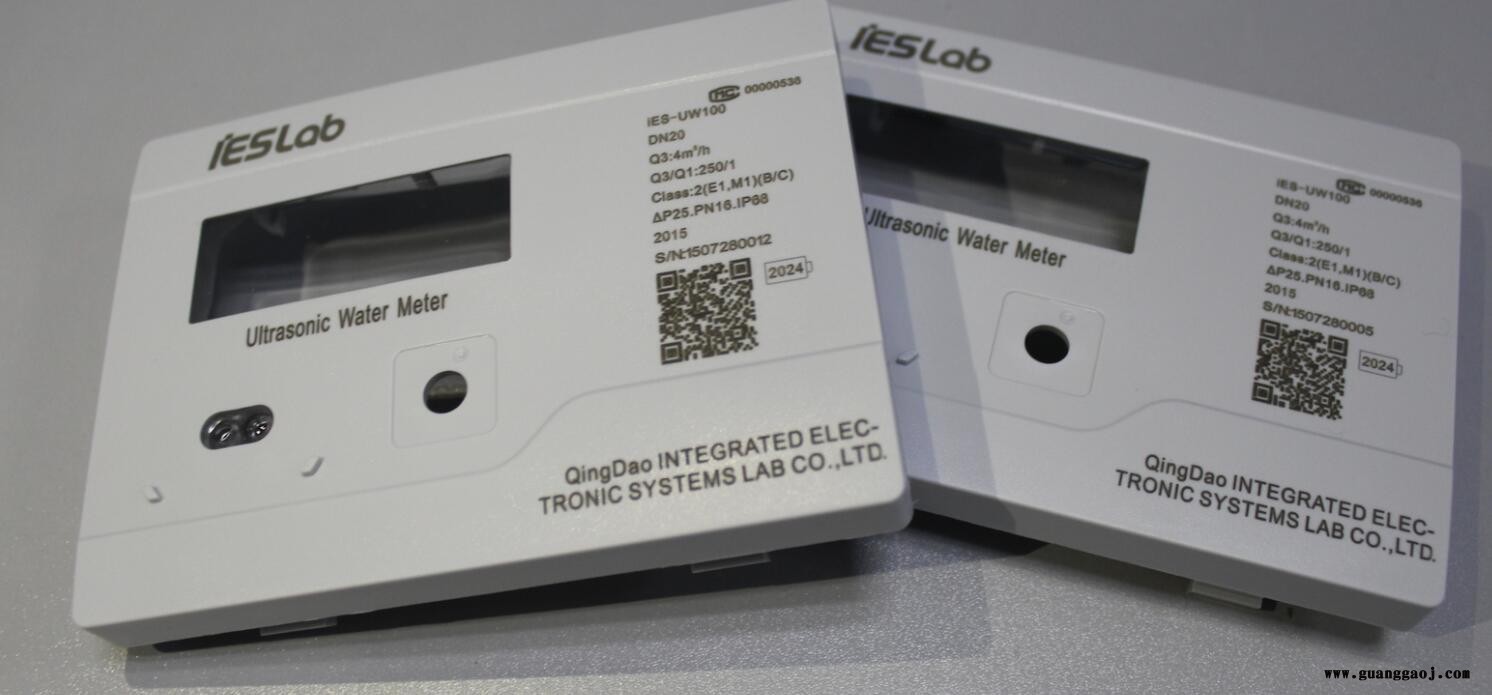 iESLab
MC 00000536
iES-UW100
DN20
Q3:4m³/h
Q3/Q1:250/1
Class:2(E1,M1)(B/C)
ΔP25.PN16.IP68
2015
S/N:1507280012
2024
Ultrasonic Water Meter
QingDao INTEGRATED ELEC-
TRONIC SYSTEMS LAB CO.,LTD.
iESLab
MC 00000536
iES-UW100
DN20
Q3:4m³/h
Q3/Q1:250/1
Class:2(E1,M1)(B/C)
ΔP25.PN16.IP68
2015
S/N:1507280005
2024
Ultrasonic Water Meter
QingDao INTEGRATED ELEC-
TRONIC SYSTEMS LAB CO.,LTD.
www.guanggaoj.com